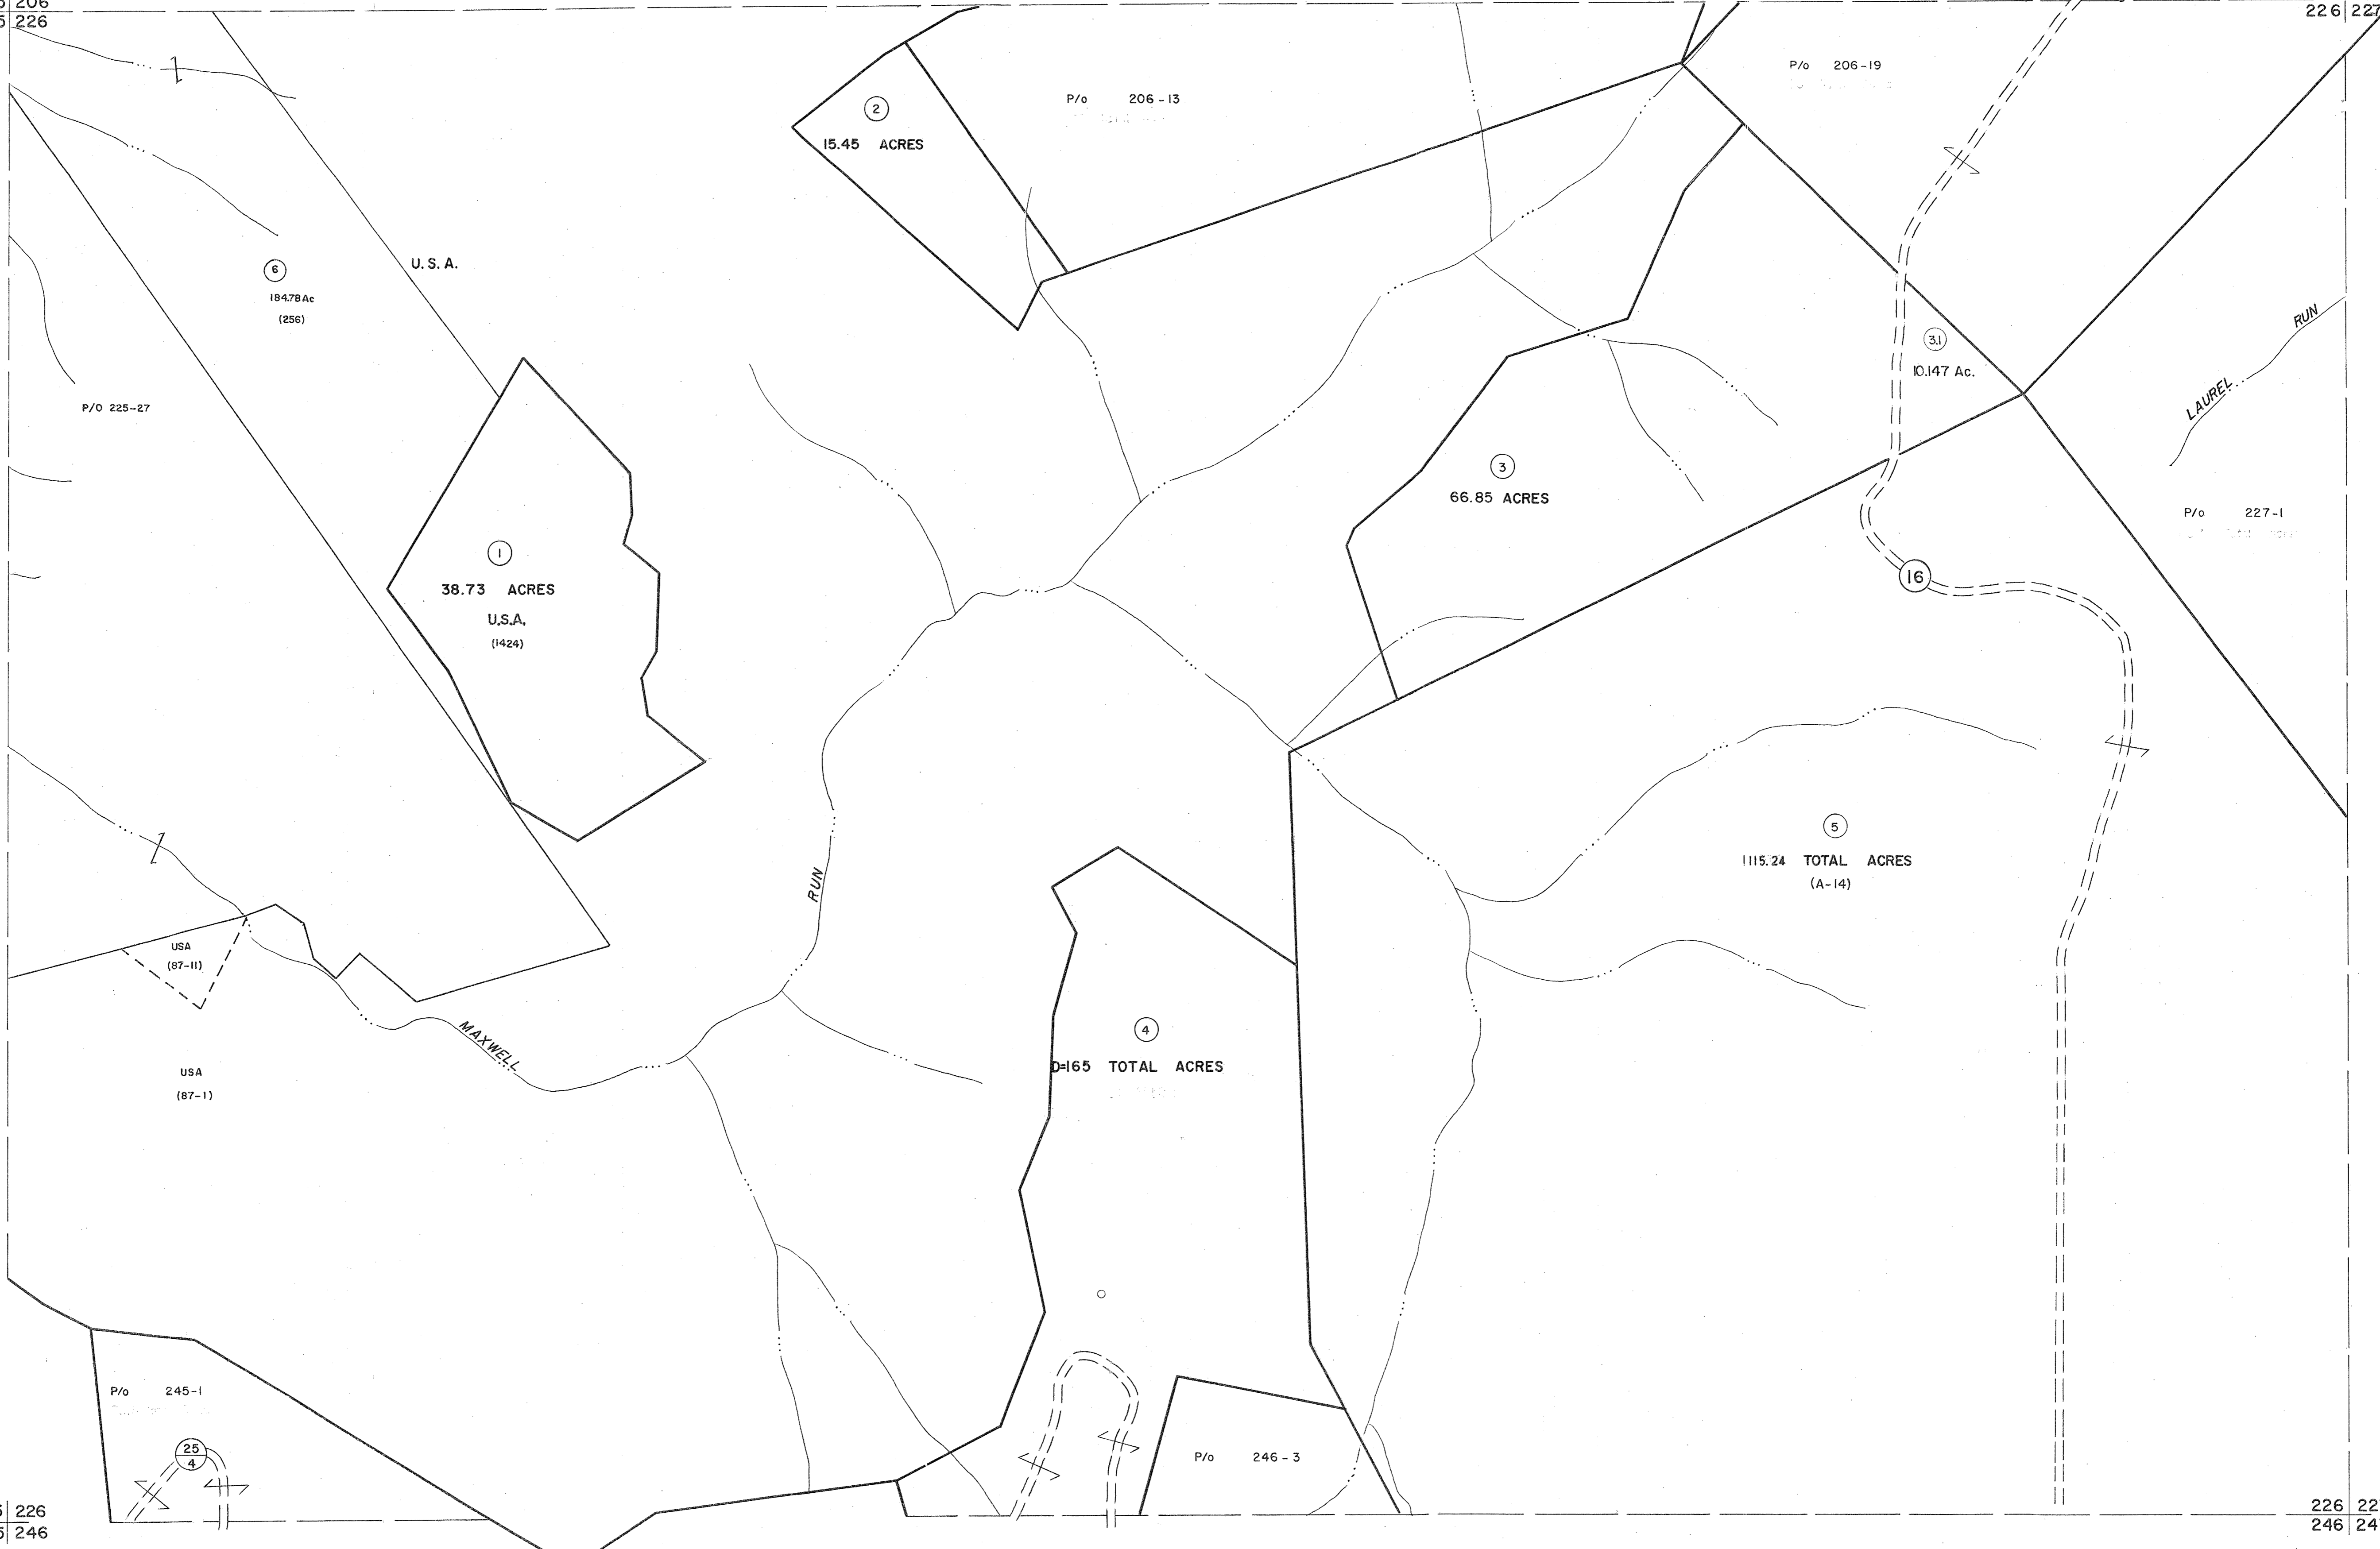 206
226
226 227
P/o 206-13
P/o 206-19
2
15.45 ACRES
6
184.78 Ac
(256)
U.S.A.
P/O 225-27
3.1
10.147 Ac.
LAUREL RUN
3
66.85 ACRES
P/o 227-1
1
38.73 ACRES
U.S.A.
(1424)
16
5
1115.24 TOTAL ACRES
(A-14)
RUN
USA
(87-11)
MAXWELL
4
D=165 TOTAL ACRES
USA
(87-1)
P/o 245-1
25
4
P/o 246-3
226
246
226 22
246 24